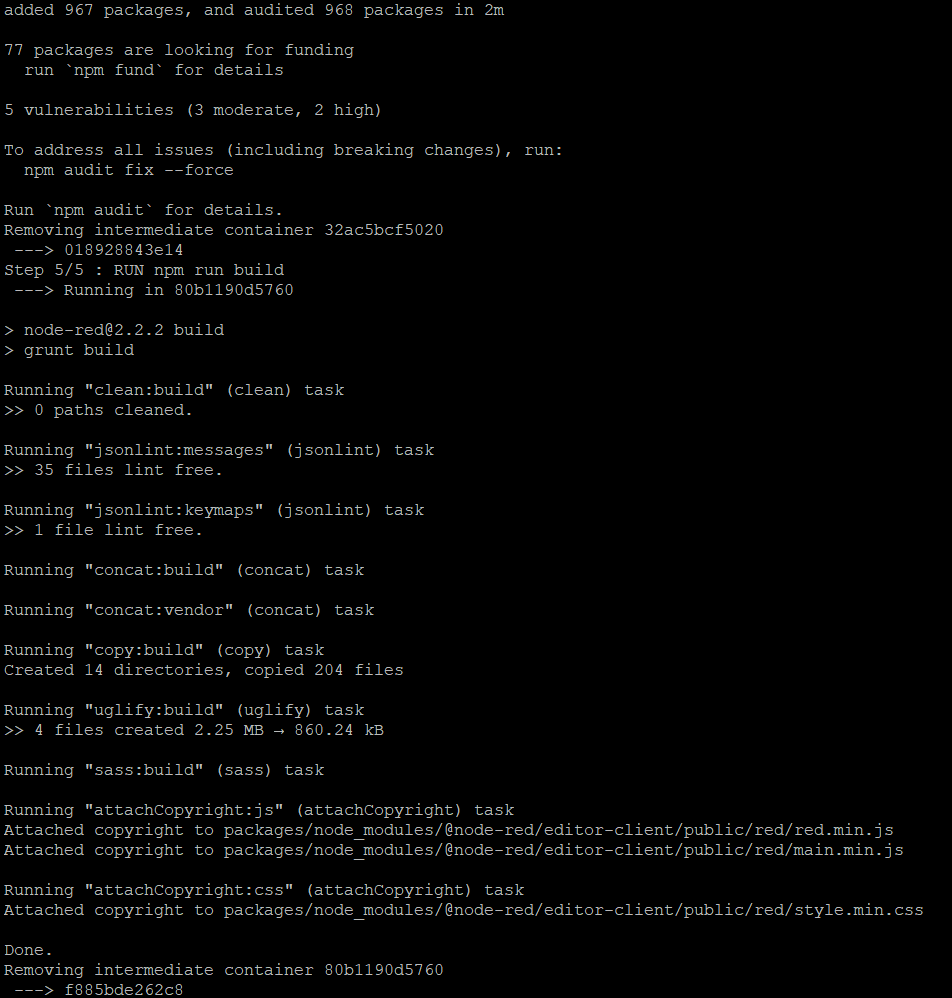 added 967 packages, and audited 968 packages in 2m
77 packages are looking for funding
  run `npm fund` for details
5 vulnerabilities (3 moderate, 2 high)
To address all issues (including breaking changes), run:
  npm audit fix --force
Run `npm audit` for details.
Removing intermediate container 32ac5bcf5020
 ---> 018928843e14
Step 5/5 : RUN npm run build
 ---> Running in 80b1190d5760
> node-red@2.2.2 build
> grunt build
Running "clean:build" (clean) task
>> 0 paths cleaned.
Running "jsonlint:messages" (jsonlint) task
>> 35 files lint free.
Running "jsonlint:keymaps" (jsonlint) task
>> 1 file lint free.
Running "concat:build" (concat) task
Running "concat:vendor" (concat) task
Running "copy:build" (copy) task
Created 14 directories, copied 204 files
Running "uglify:build" (uglify) task
>> 4 files created 2.25 MB → 860.24 kB
Running "sass:build" (sass) task
Running "attachCopyright:js" (attachCopyright) task
Attached copyright to packages/node_modules/@node-red/editor-client/public/red/red.min.js
Attached copyright to packages/node_modules/@node-red/editor-client/public/red/main.min.js
Running "attachCopyright:css" (attachCopyright) task
Attached copyright to packages/node_modules/@node-red/editor-client/public/red/style.min.css
Done.
Removing intermediate container 80b1190d5760
 ---> f885bde262c8